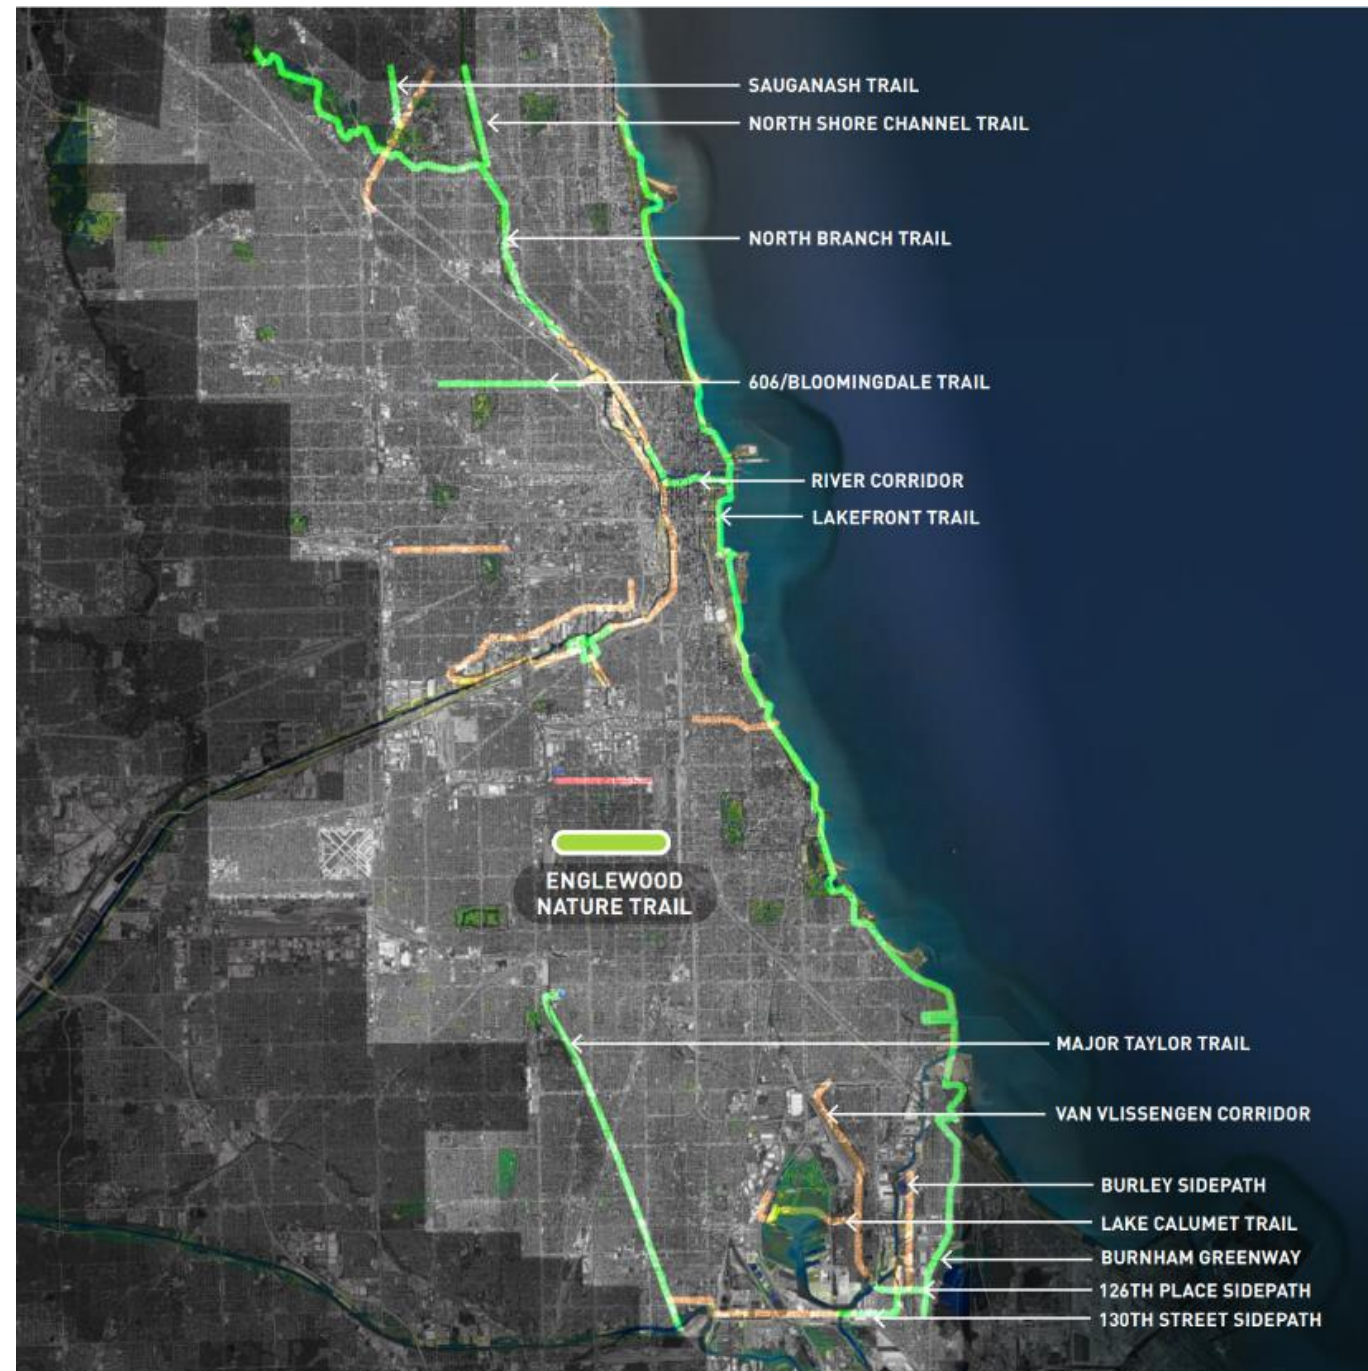 SAUGANASH TRAIL
NORTH SHORE CHANNEL TRAIL
NORTH BRANCH TRAIL
606/BLOOMINGDALE TRAIL
RIVER CORRIDOR
LAKEFRONT TRAIL
ENGLEWOOD
NATURE TRAIL
MAJOR TAYLOR TRAIL
VAN VLISSENGEN CORRIDOR
BURLEY SIDEPATH
LAKE CALUMET TRAIL
BURNHAM GREENWAY
126TH PLACE SIDEPATH
130TH STREET SIDEPATH